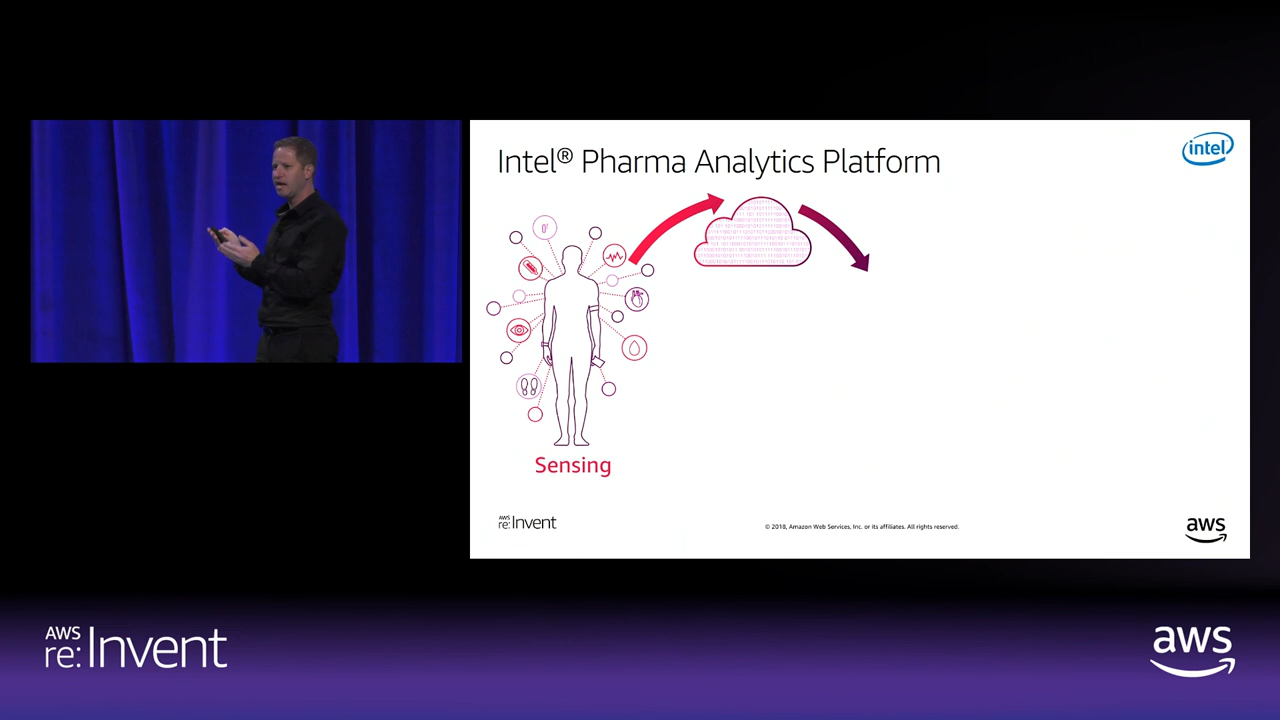 Intel® Pharma Analytics Platform
intel
Sensing
AWS
re:Invent
© 2018, Amazon Web Services, Inc. or its affiliates. All rights reserved.
aws
AWS
re:Invent
aws